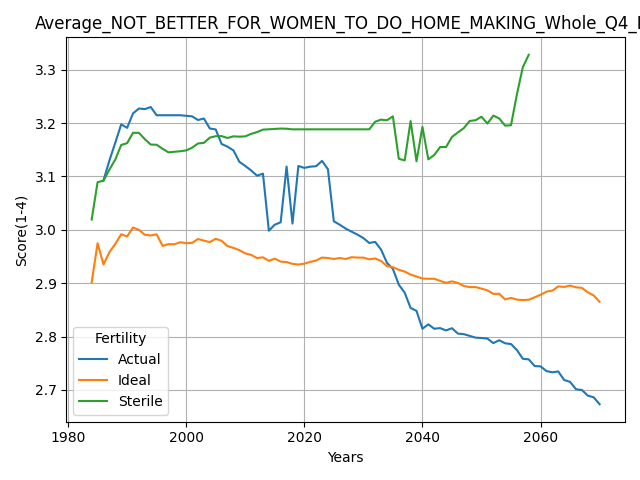 Average_NOT_BETTER_FOR_WOMEN_TO_DO_HOME_MAKING_Whole_Q4_
Score(1-4)
3.3
3.2
3.1
3.0
2.9
2.8
2.7
Fertility
Actual
Ideal
Sterile
1980 2000 2020 2040 2060
Years